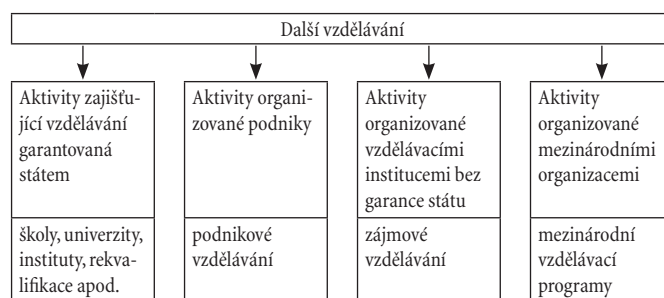 Další vzdělávání
Aktivity zajišťu-
jící vzdělávání
garantovaná
státem
Aktivity organi-
zované podniky
Aktivity
organizované
vzdělávacími
institucemi bez
garance státu
Aktivity
organizované
mezinárodními
organizacemi
školy, univerzity,
instituty, rekva-
lifikace apod.
podnikové
vzdělávání
zájmové
vzdělávání
mezinárodní
vzdělávací
programy